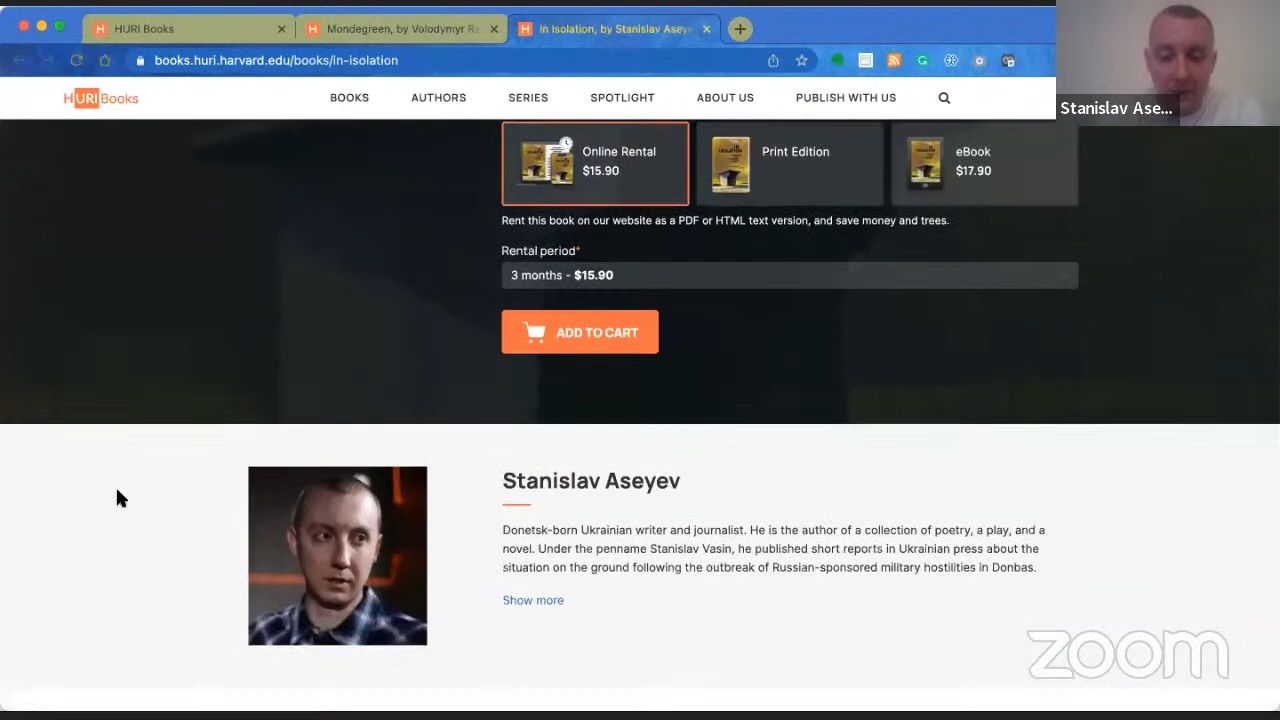 HURI Books
Mondegreen, by Volodymyr Ra
In Isolation, by Stanislav Aseye
books.huri.harvard.edu/books/in-isolation
HURI Books
BOOKS
AUTHORS
SERIES
SPOTLIGHT
ABOUT US
PUBLISH WITH US
Stanislav Ase...
Online Rental
$15.90
Print Edition
eBook
$17.90
Rent this book on our website as a PDF or HTML text version, and save money and trees.
Rental period*
3 months - $15.90
ADD TO CART
Stanislav Aseyev
Donetsk-born Ukrainian writer and journalist. He is the author of a collection of poetry, a play, and a
novel. Under the penname Stanislav Vasin, he published short reports in Ukrainian press about the
situation on the ground following the outbreak of Russian-sponsored military hostilities in Donbas.
Show more
zoom